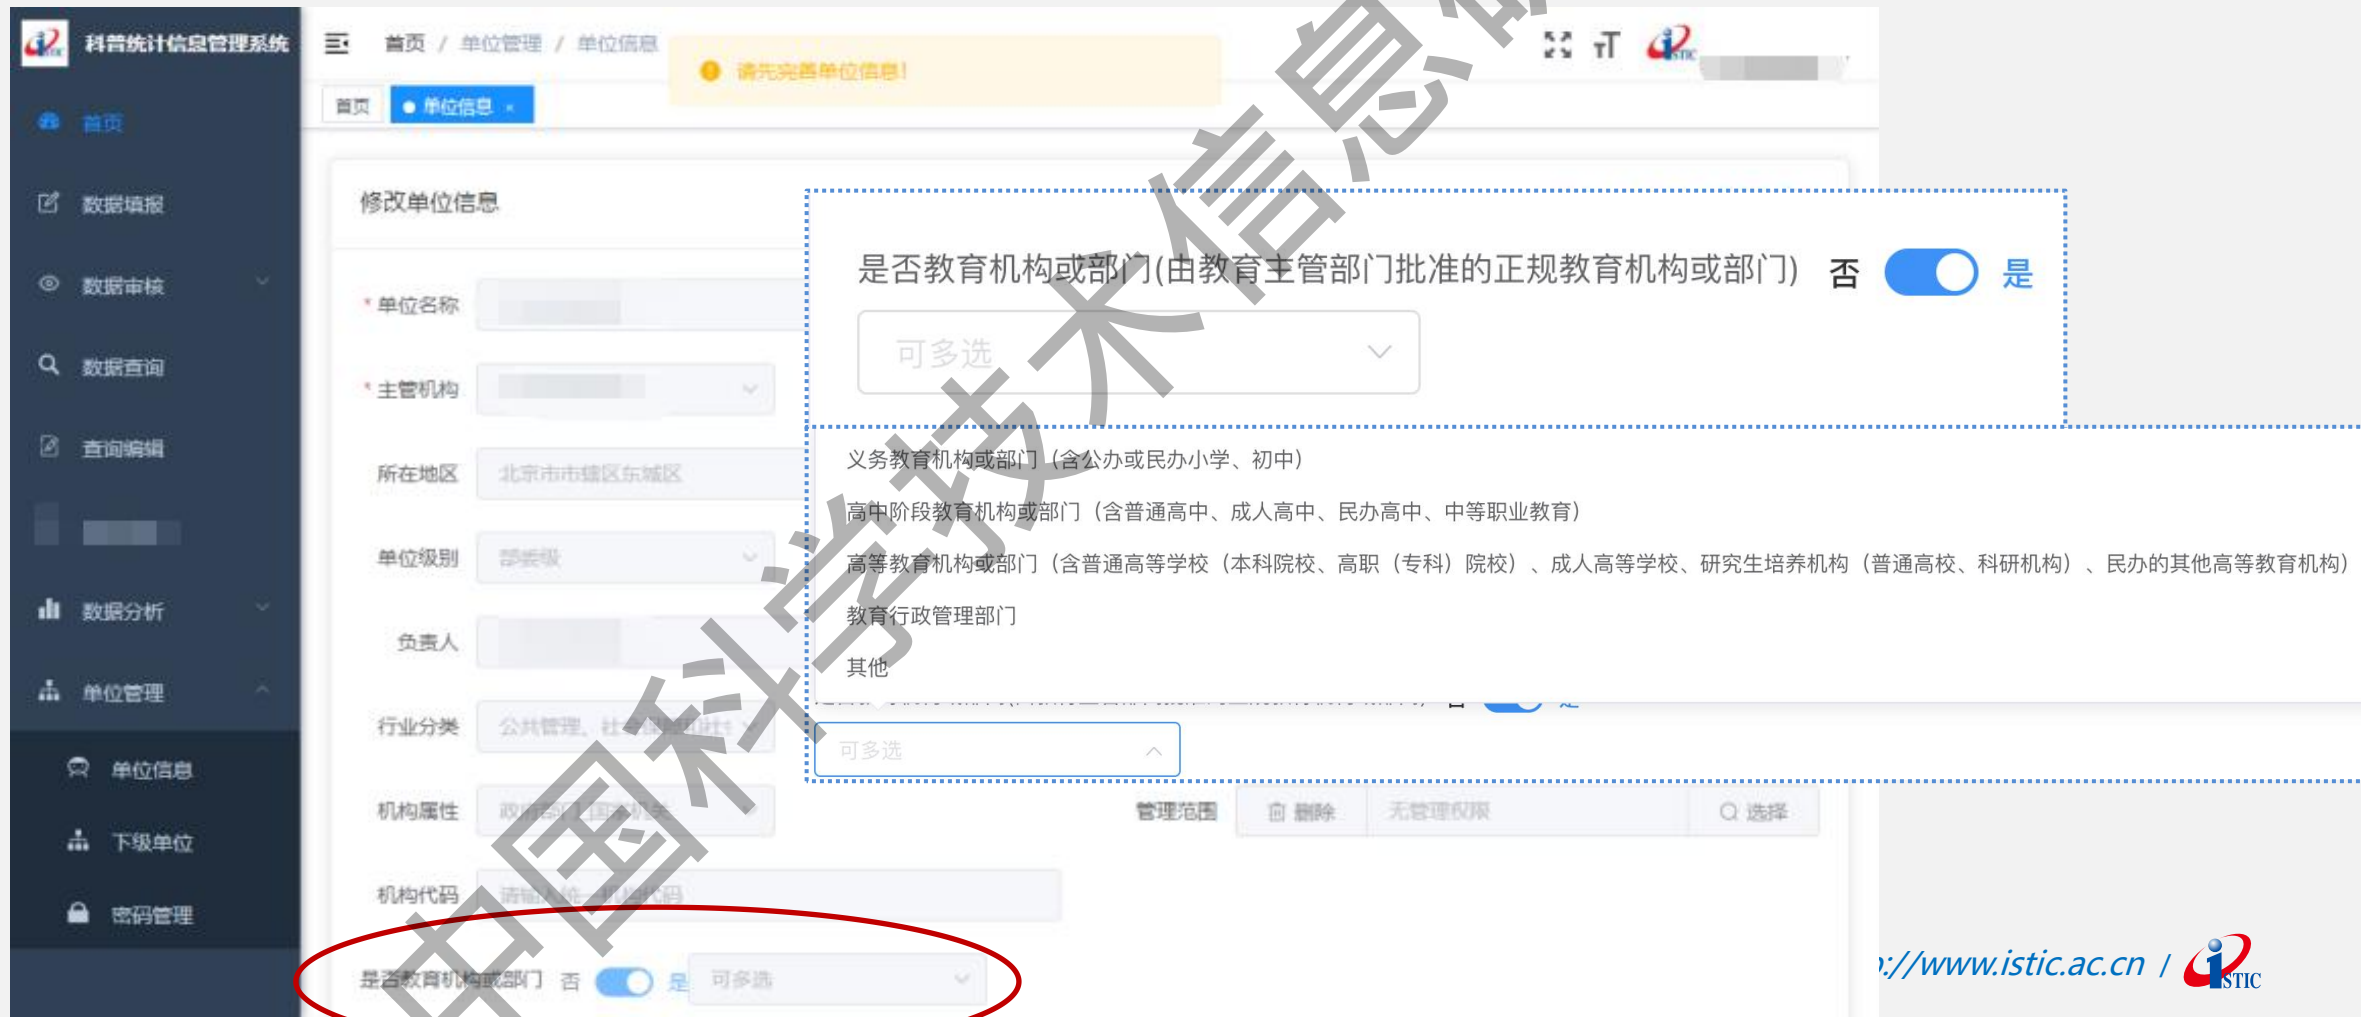 科普统计信息管理系统
首页 / 单位管理 / 单位信息
请先完善单位信息!
首页
单位信息 ×
首页
数据填报
数据审核
数据查询
查询编辑
数据分析
单位管理
单位信息
下级单位
密码管理
修改单位信息
* 单位名称
* 主管机构
所在地区 北京市市辖区东城区
单位级别 部委级
负责人
行业分类 公共管理、社会保障和社会
机构属性
管理范围 删除 无管理权限 选择
机构代码
是否教育机构或部门 否 是 可多选
是否教育机构或部门(由教育主管部门批准的正规教育机构或部门) 否 是
可多选
义务教育机构或部门（含公办或民办小学、初中）
高中阶段教育机构或部门（含普通高中、成人高中、民办高中、中等职业教育）
高等教育机构或部门（含普通高等学校（本科院校、高职（专科）院校）、成人高等学校、研究生培养机构（普通高校、科研机构）、民办的其他高等教育机构）
教育行政管理部门
其他
可多选
://www.istic.ac.cn /
ISTIC
中国科学技术信息